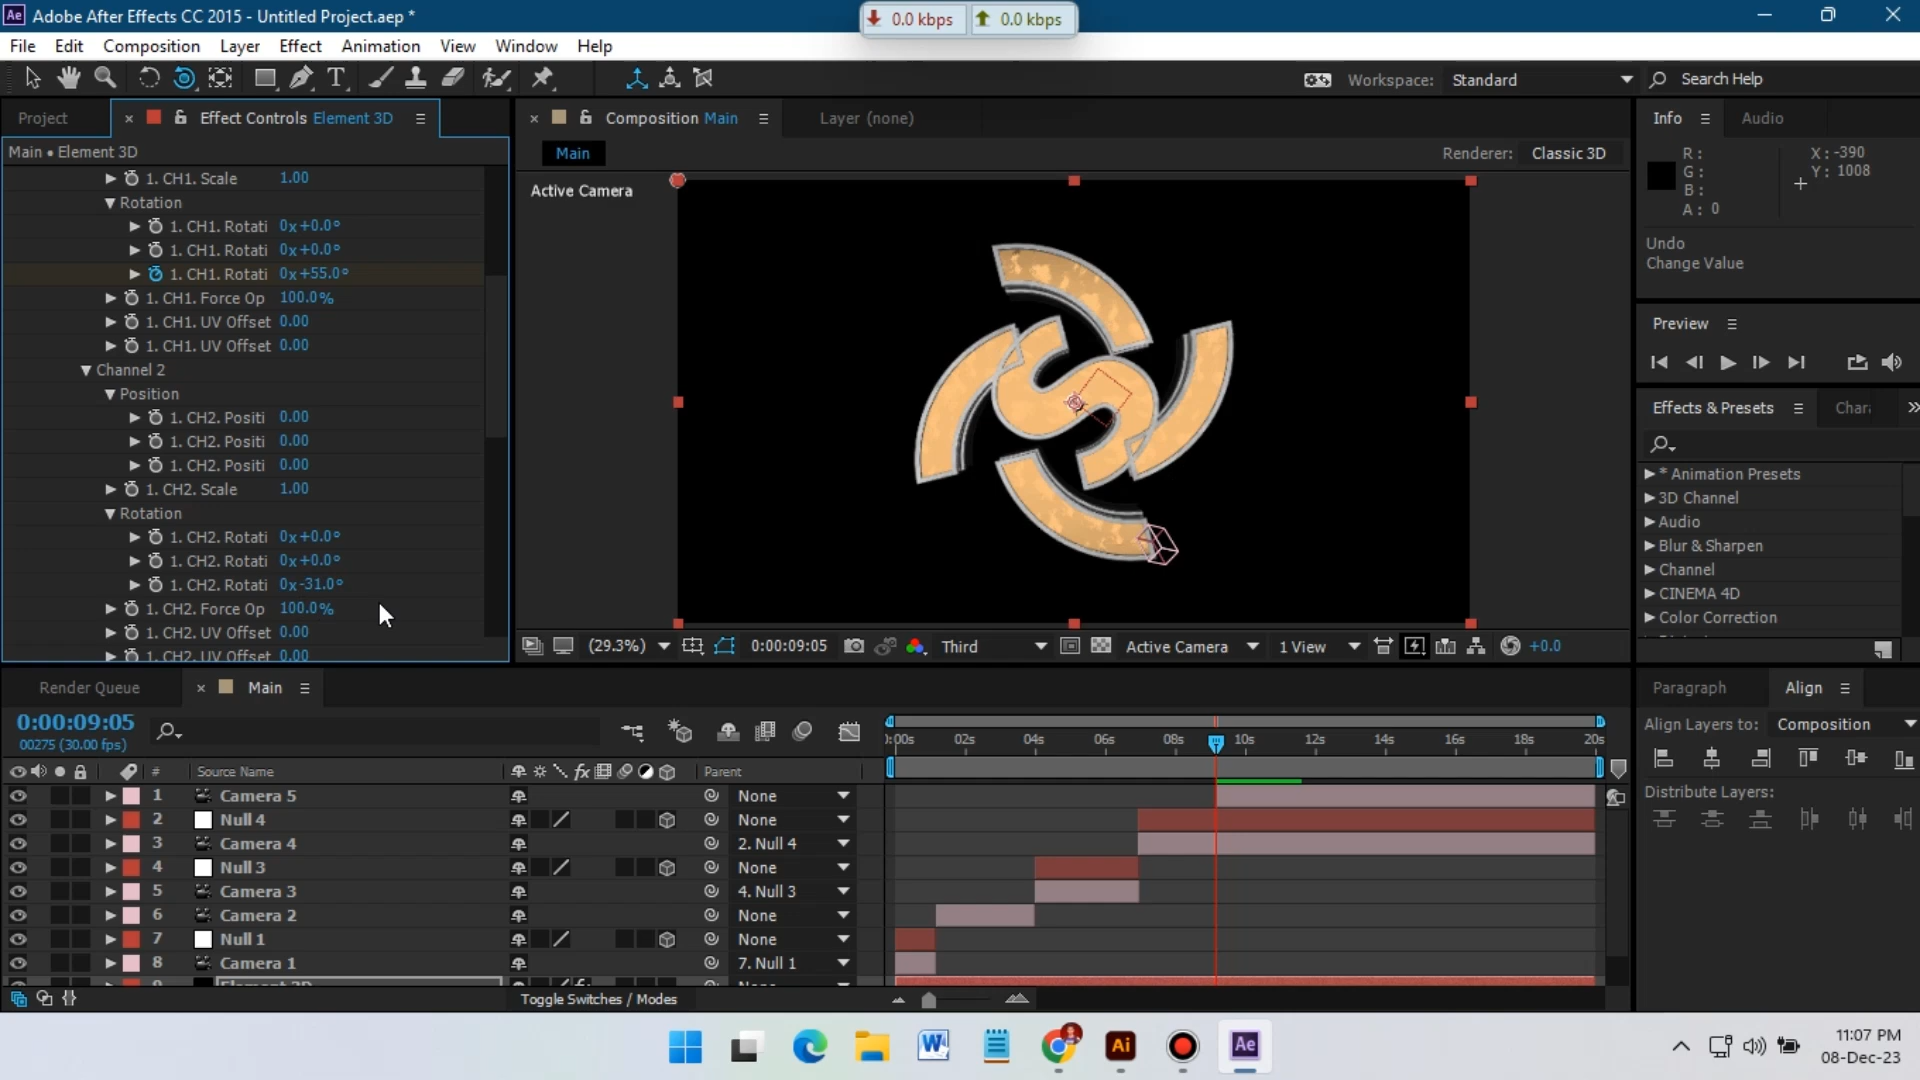 Ae Adobe After Effects CC 2015 - Untitled Project.aep *
0.0 kbps 0.0 kbps
File Edit Composition Layer Effect Animation View Window Help
T Workspace: Standard Search Help
Project Effect Controls Element 3D
Composition Main Layer (none)
Info Audio
Main • Element 3D
Main Renderer: Classic 3D
Active Camera
R: X: -390
G: Y: 1008
B:
A: 0
Undo
Change Value
1. CH1. Scale 1.00
Rotation
1. CH1. Rotati 0x+0.0°
1. CH1. Rotati 0x+0.0°
1. CH1. Rotati 0x+55.0°
1. CH1. Force Op 100.0%
1. CH1. UV Offset 0.00
1. CH1. UV Offset 0.00
Channel 2
Position
1. CH2. Positi 0.00
1. CH2. Positi 0.00
1. CH2. Positi 0.00
1. CH2. Scale 1.00
Rotation
1. CH2. Rotati 0x+0.0°
1. CH2. Rotati 0x+0.0°
1. CH2. Rotati 0x-31.0°
1. CH2. Force Op 100.0%
1. CH2. UV Offset 0.00
1. CH2. UV Offset 0.00
S
(29.3%) 0:00:09:05 Third Active Camera 1 View +0.0
Preview
Effects & Presets Chara
* Animation Presets
3D Channel
Audio
Blur & Sharpen
Channel
CINEMA 4D
Color Correction
Render Queue Main
0:00:09:05
00275 (30.00 fps)
):00s 02s 04s 06s 08s 10s 12s 14s 16s 18s 20s
# Source Name fx Parent
1 Camera 5 None
2 Null 4 None
3 Camera 4 2. Null 4
4 Null 3 None
5 Camera 3 4. Null 3
6 Camera 2 None
7 Null 1 None
8 Camera 1 7. Null 1
Toggle Switches / Modes
Paragraph Align
Align Layers to: Composition
Distribute Layers:
W Ai Ae
11:07 PM
08-Dec-23